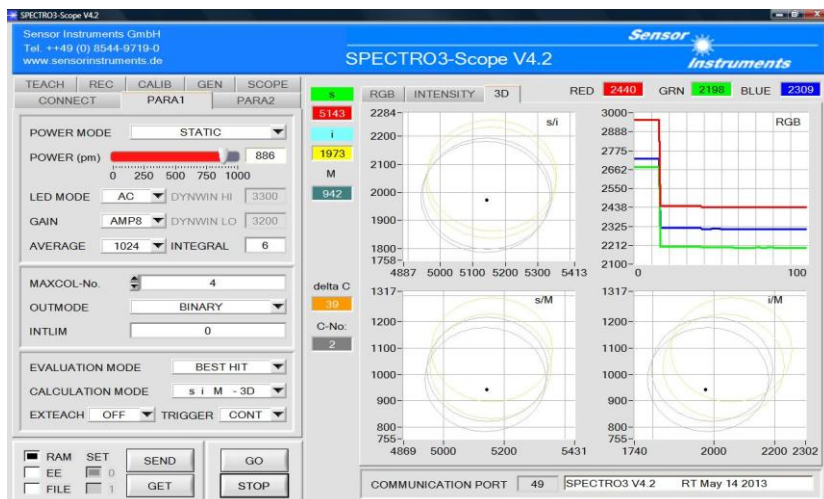 SPECTRO3-Scope V4.2
Sensor Instruments GmbH
Tel. ++49 (0) 8544-9719-0
www.sensorinstruments.de
SPECTRO3-Scope V4.2
Sensor
Instruments
TEACH REC CALIB GEN SCOPE
CONNECT PARA1 PARA2
POWER MODE STATIC
POWER (pm) 886
0 250 500 750 1000
LED MODE AC DYNWIN HI 3300
GAIN AMP8 DYNWIN LO 3200
AVERAGE 1024 INTEGRAL 6
MAXCOL-No. 4
OUTMODE BINARY
INTLIM 0
EVALUATION MODE BEST HIT
CALCULATION MODE s i M - 3D
EXTEACH OFF TRIGGER CONT
RAM SET SEND GO
EE 0
FILE 1 GET STOP
s
5143
i
1973
M
942
delta C
39
C-No:
2
RGB INTENSITY 3D RED 2440 GRN 2198 BLUE 2309
s/i
2284
2200
2100
2000
1900
1800
1758
4887 5000 5100 5200 5300 5413
RGB
3000
2888
2775
2662
2550
2438
2325
2212
2100
0 100
s/M
1317
1200
1100
1000
900
800
755
4869 5000 5200 5431
i/M
1317
1200
1100
1000
900
800
755
1740 2000 2200 2302
COMMUNICATION PORT 49 SPECTRO3 V4.2 RT May 14 2013